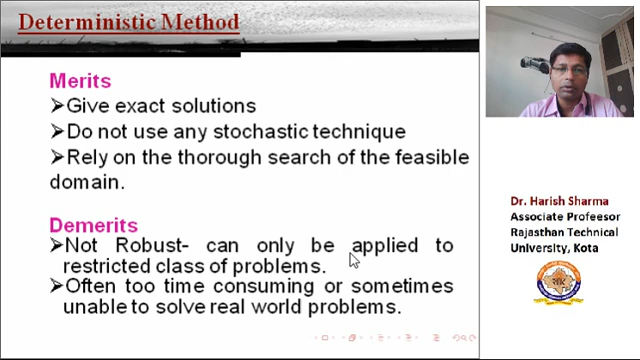 Deterministic Method
Merits
➤Give exact solutions
➤Do not use any stochastic technique
➤Rely on the thorough search of the feasible
domain.
Demerits
➤Not Robust- can only be applied to
restricted class of problems.
➤Often too time consuming or sometimes
unable to solve real world problems.
Dr. Harish Sharma
Associate Profeesor
Rajasthan Technical
University, Kota